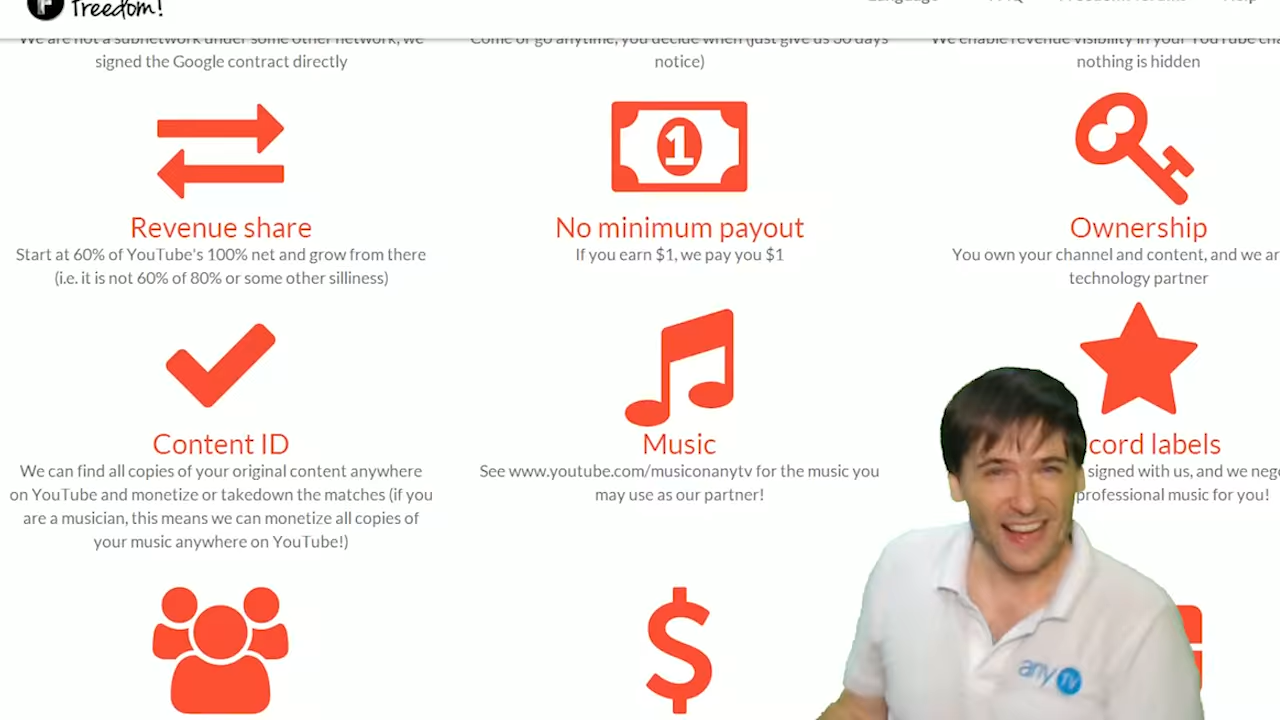 freedom!
We are not a subnetwork under some other network, we
signed the Google contract directly
Come or go anytime, you decide when (just give us 30 days
notice)
We enable revenue visibility in your YouTube
nothing is hidden
1
Revenue share
Start at 60% of YouTube's 100% net and grow from there
(i.e. it is not 60% of 80% or some other silliness)
No minimum payout
If you earn $1, we pay you $1
Ownership
You own your channel and content, and we
technology partner
Content ID
We can find all copies of your original content anywhere
on YouTube and monetize or takedown the matches (if you
are a musician, this means we can monetize all copies of
your music anywhere on YouTube!)
Music
See www.youtube.com/musiconanytv for the music you
may use as our partner!
cord labels
signed with us, and we
professional music for you!
$
any TV